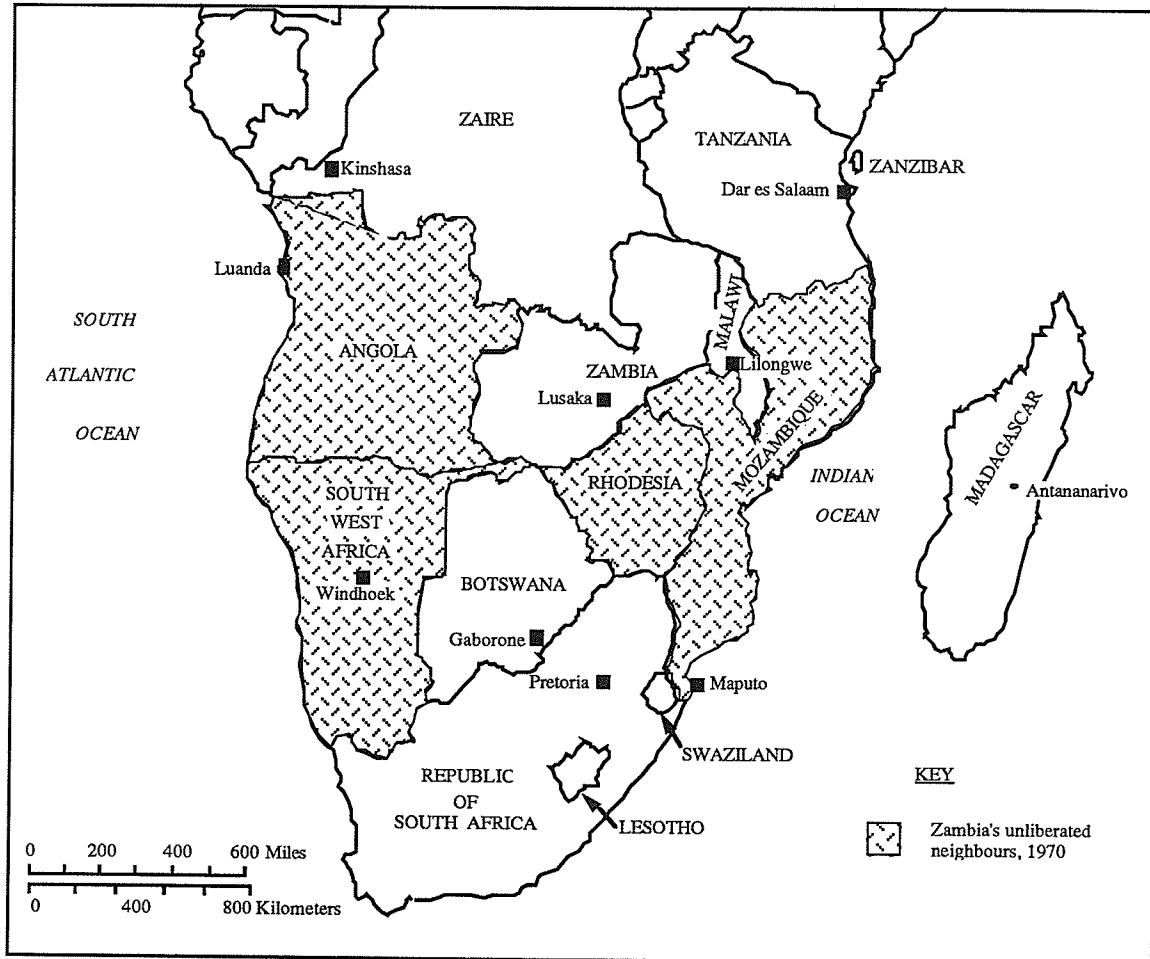 ZAIRE
TANZANIA
ZANZIBAR
Kinshasa
Dar es Salaam
Luanda
SOUTH
ATLANTIC
OCEAN
ANGOLA
MALAWI
ZAMBIA
Lilongwe
Lusaka
MOZAMBIQUE
MADAGASCAR
Antananarivo
INDIAN
OCEAN
RHODESIA
SOUTH
WEST
AFRICA
Windhoek
BOTSWANA
Gaborone
Pretoria
Maputo
SWAZILAND
REPUBLIC
OF
SOUTH AFRICA
LESOTHO
KEY
Zambia's unliberated
neighbours, 1970
0 200 400 600 Miles
0 400 800 Kilometers